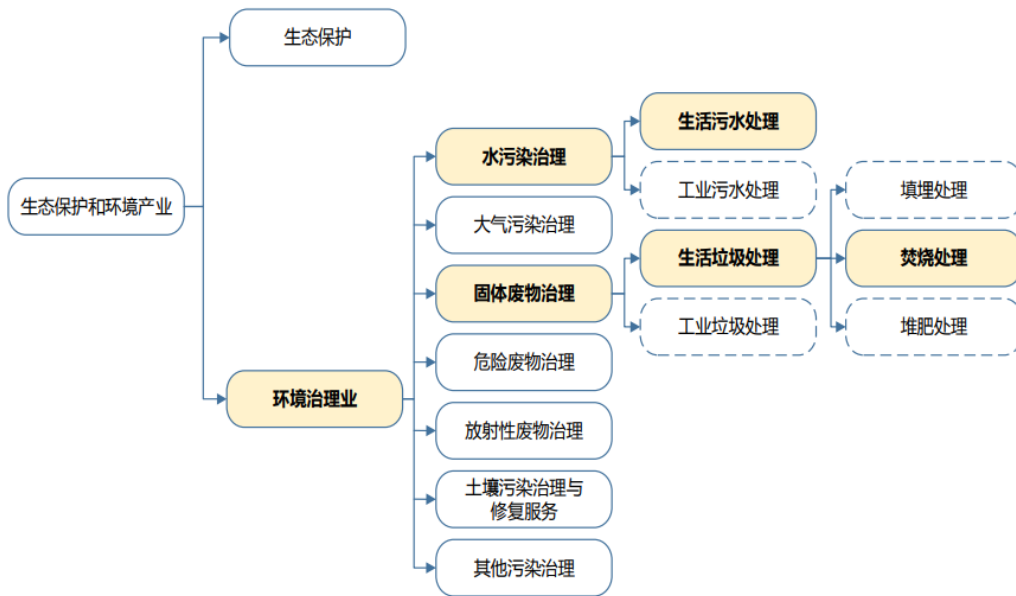 生态保护
生活污水处理
水污染治理
工业污水处理
填埋处理
生态保护和环境产业
大气污染治理
生活垃圾处理
焚烧处理
固体废物治理
工业垃圾处理
堆肥处理
危险废物治理
环境治理业
放射性废物治理
土壤污染治理与
修复服务
其他污染治理